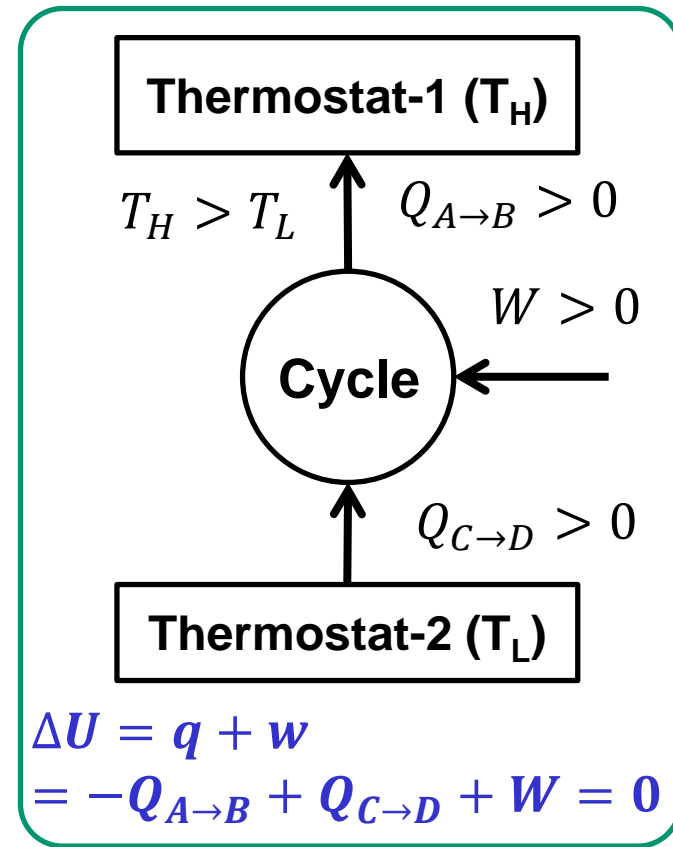 Thermostat-1 (T_H)
T_H > T_L
Q_{A→B} > 0
W > 0
Cycle
Q_{C→D} > 0
Thermostat-2 (T_L)
ΔU = q + w
= −Q_{A→B} + Q_{C→D} + W = 0